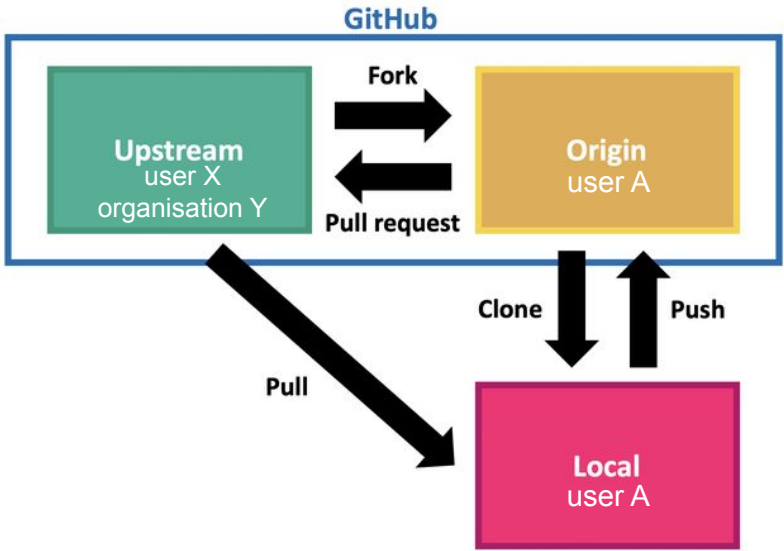 GitHub
Fork
Upstream
user X
organisation Y
Origin
user A
Pull request
Clone
Push
Pull
Local
user A